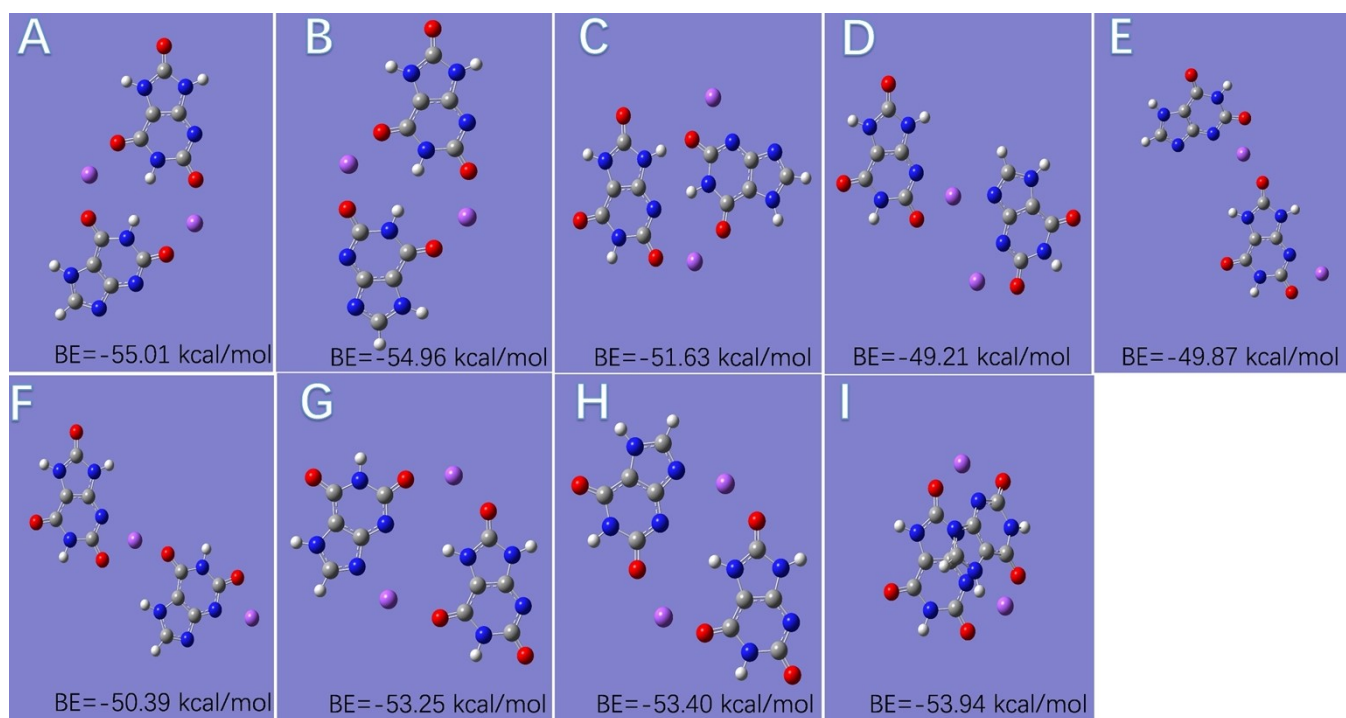 A
B
C
D
E
BE=-55.01 kcal/mol
BE=-54.96 kcal/mol
BE=-51.63 kcal/mol
BE=-49.21 kcal/mol
BE=-49.87 kcal/mol
F
G
H
I
BE=-50.39 kcal/mol
BE=-53.25 kcal/mol
BE=-53.40 kcal/mol
BE=-53.94 kcal/mol